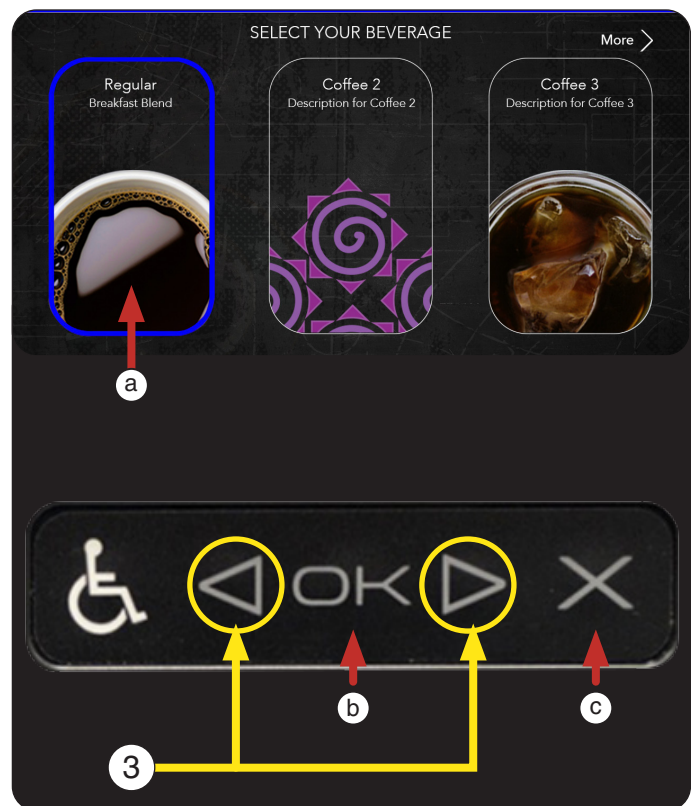 SELECT YOUR BEVERAGE
More
Regular
Breakfast Blend
Coffee 2
Description for Coffee 2
Coffee 3
Description for Coffee 3
a
OK
b
c
3